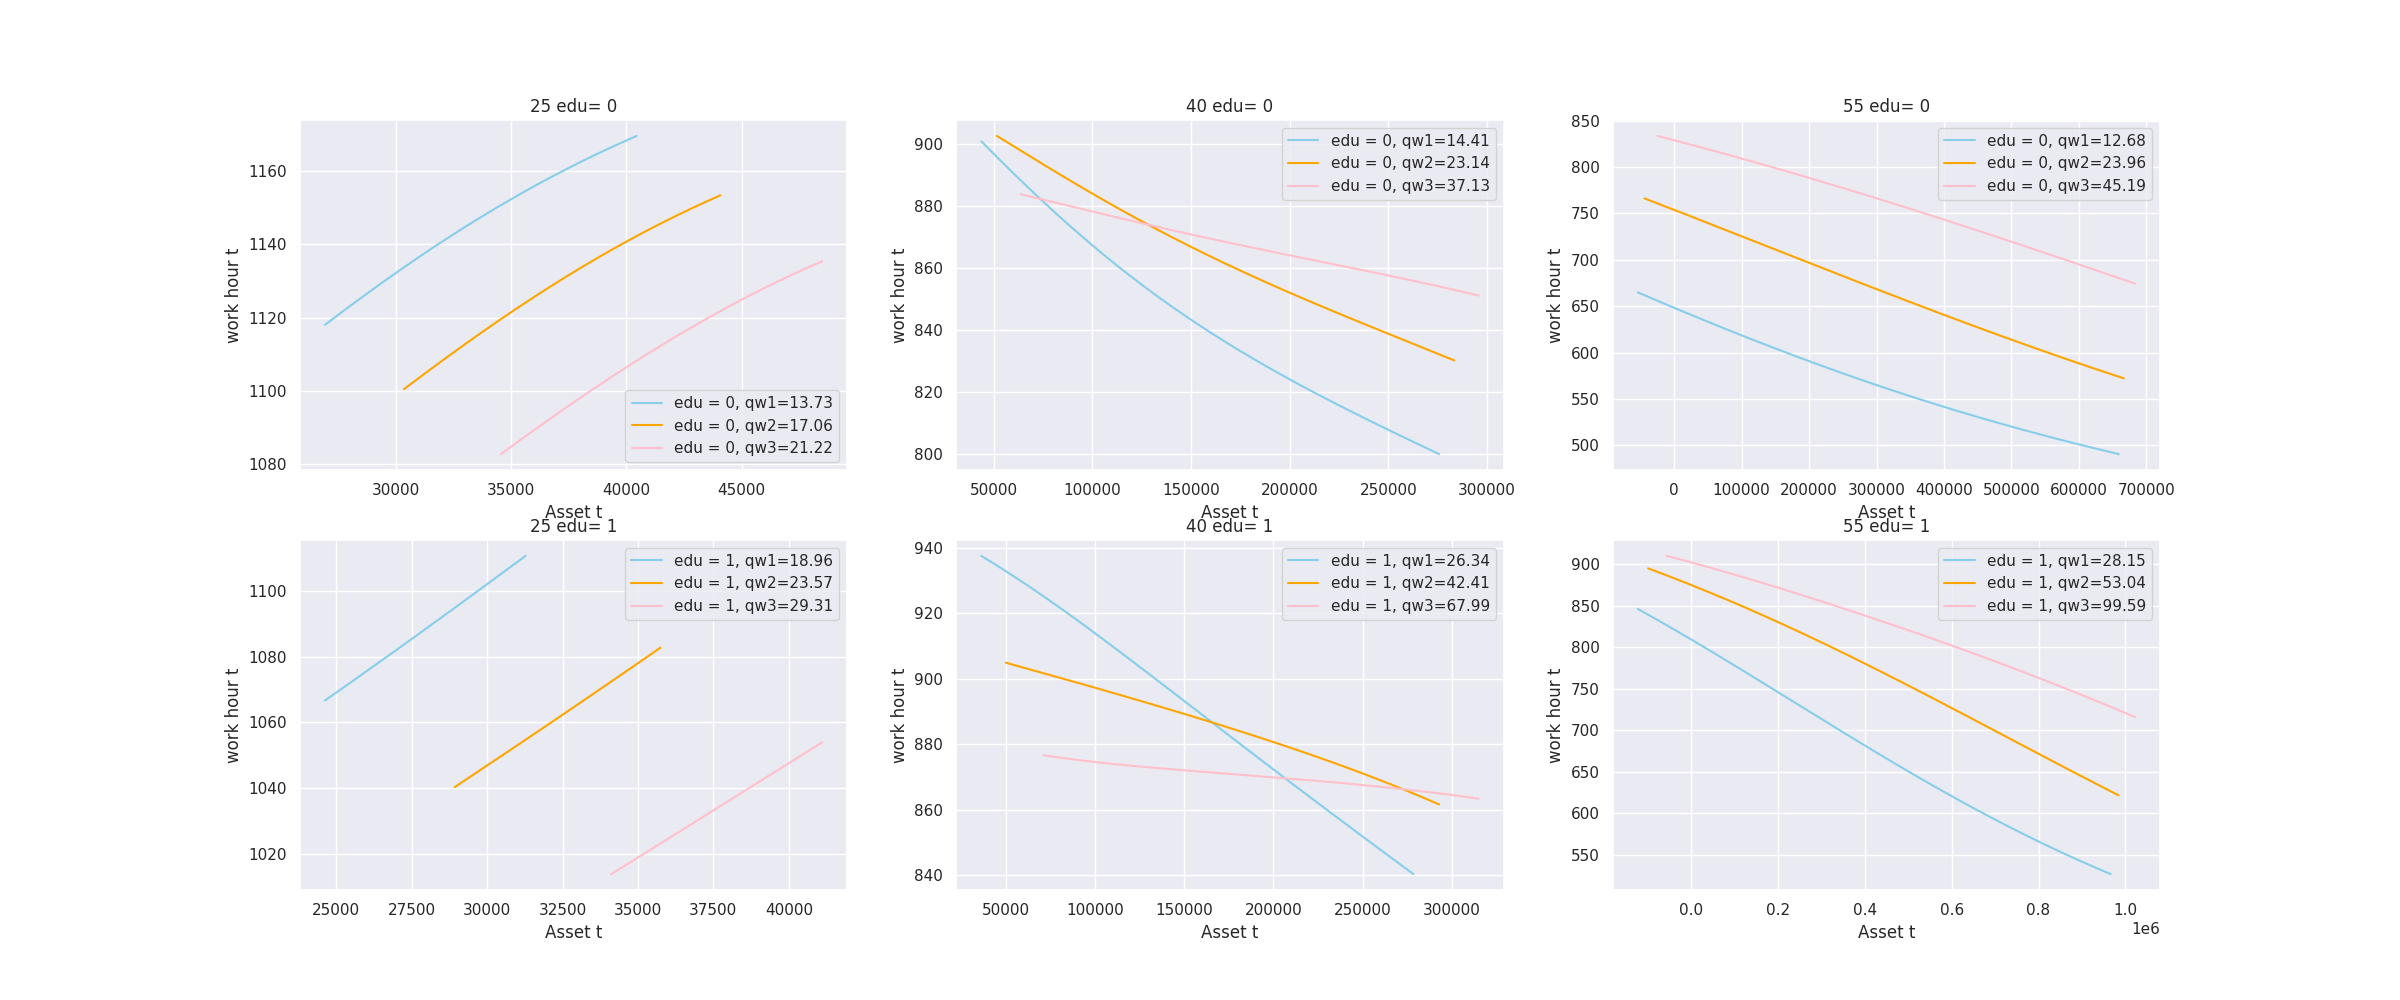 25 edu= 0
work hour t
1160
1140
1120
1100
1080
edu = 0, qw1=13.73
edu = 0, qw2=17.06
edu = 0, qw3=21.22
30000 35000 40000 45000
Asset t
40 edu= 0
work hour t
900
880
860
840
820
800
edu = 0, qw1=14.41
edu = 0, qw2=23.14
edu = 0, qw3=37.13
50000 100000 150000 200000 250000 300000
Asset t
55 edu= 0
work hour t
850
800
750
700
650
600
550
500
edu = 0, qw1=12.68
edu = 0, qw2=23.96
edu = 0, qw3=45.19
0 100000 200000 300000 400000 500000 600000 700000
Asset t
25 edu= 1
work hour t
1100
1080
1060
1040
1020
edu = 1, qw1=18.96
edu = 1, qw2=23.57
edu = 1, qw3=29.31
25000 27500 30000 32500 35000 37500 40000
Asset t
40 edu= 1
work hour t
940
920
900
880
860
840
edu = 1, qw1=26.34
edu = 1, qw2=42.41
edu = 1, qw3=67.99
50000 100000 150000 200000 250000 300000
Asset t
55 edu= 1
work hour t
900
850
800
750
700
650
600
550
edu = 1, qw1=28.15
edu = 1, qw2=53.04
edu = 1, qw3=99.59
0.0 0.2 0.4 0.6 0.8 1.0
1e6
Asset t